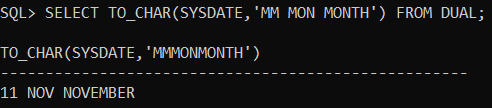 SQL> SELECT TO_CHAR(SYSDATE,'MM MON MONTH') FROM DUAL;
TO_CHAR(SYSDATE,'MMMONMONTH')
----------------------------------------------------
11 NOV NOVEMBER